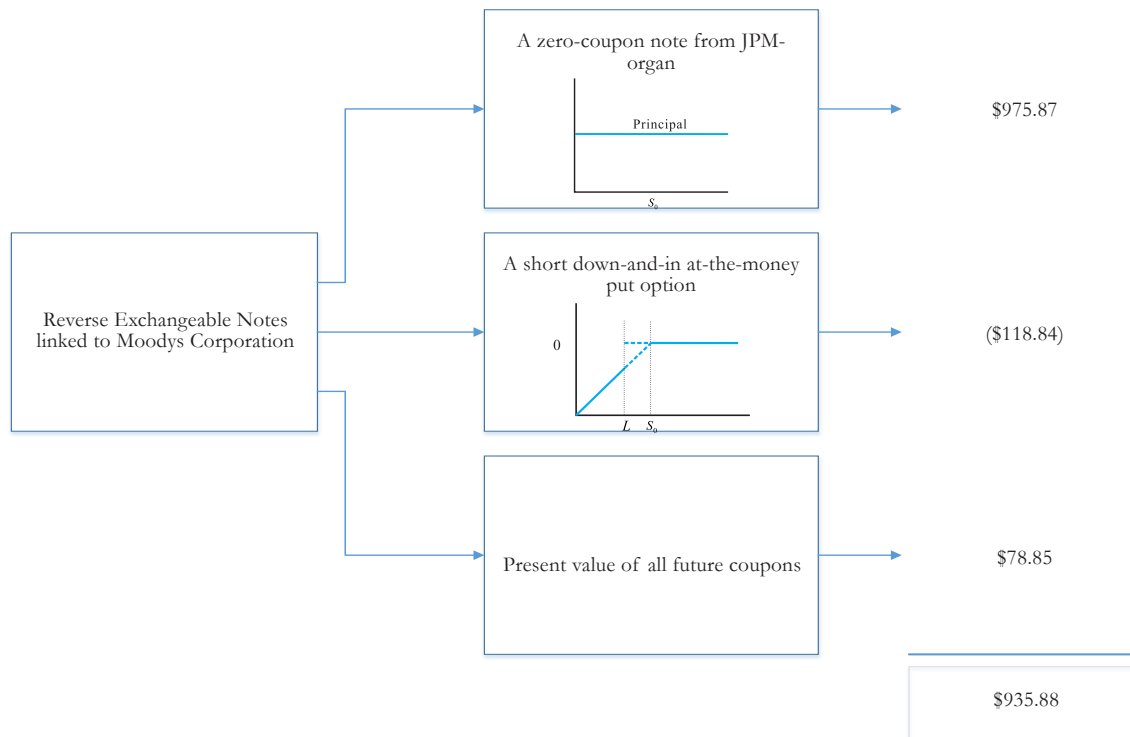 A zero-coupon note from JPM-
organ
Principal
S₀
$975.87
Reverse Exchangeable Notes
linked to Moodys Corporation
A short down-and-in at-the-money
put option
0
L S₀
($118.84)
Present value of all future coupons
$78.85
$935.88